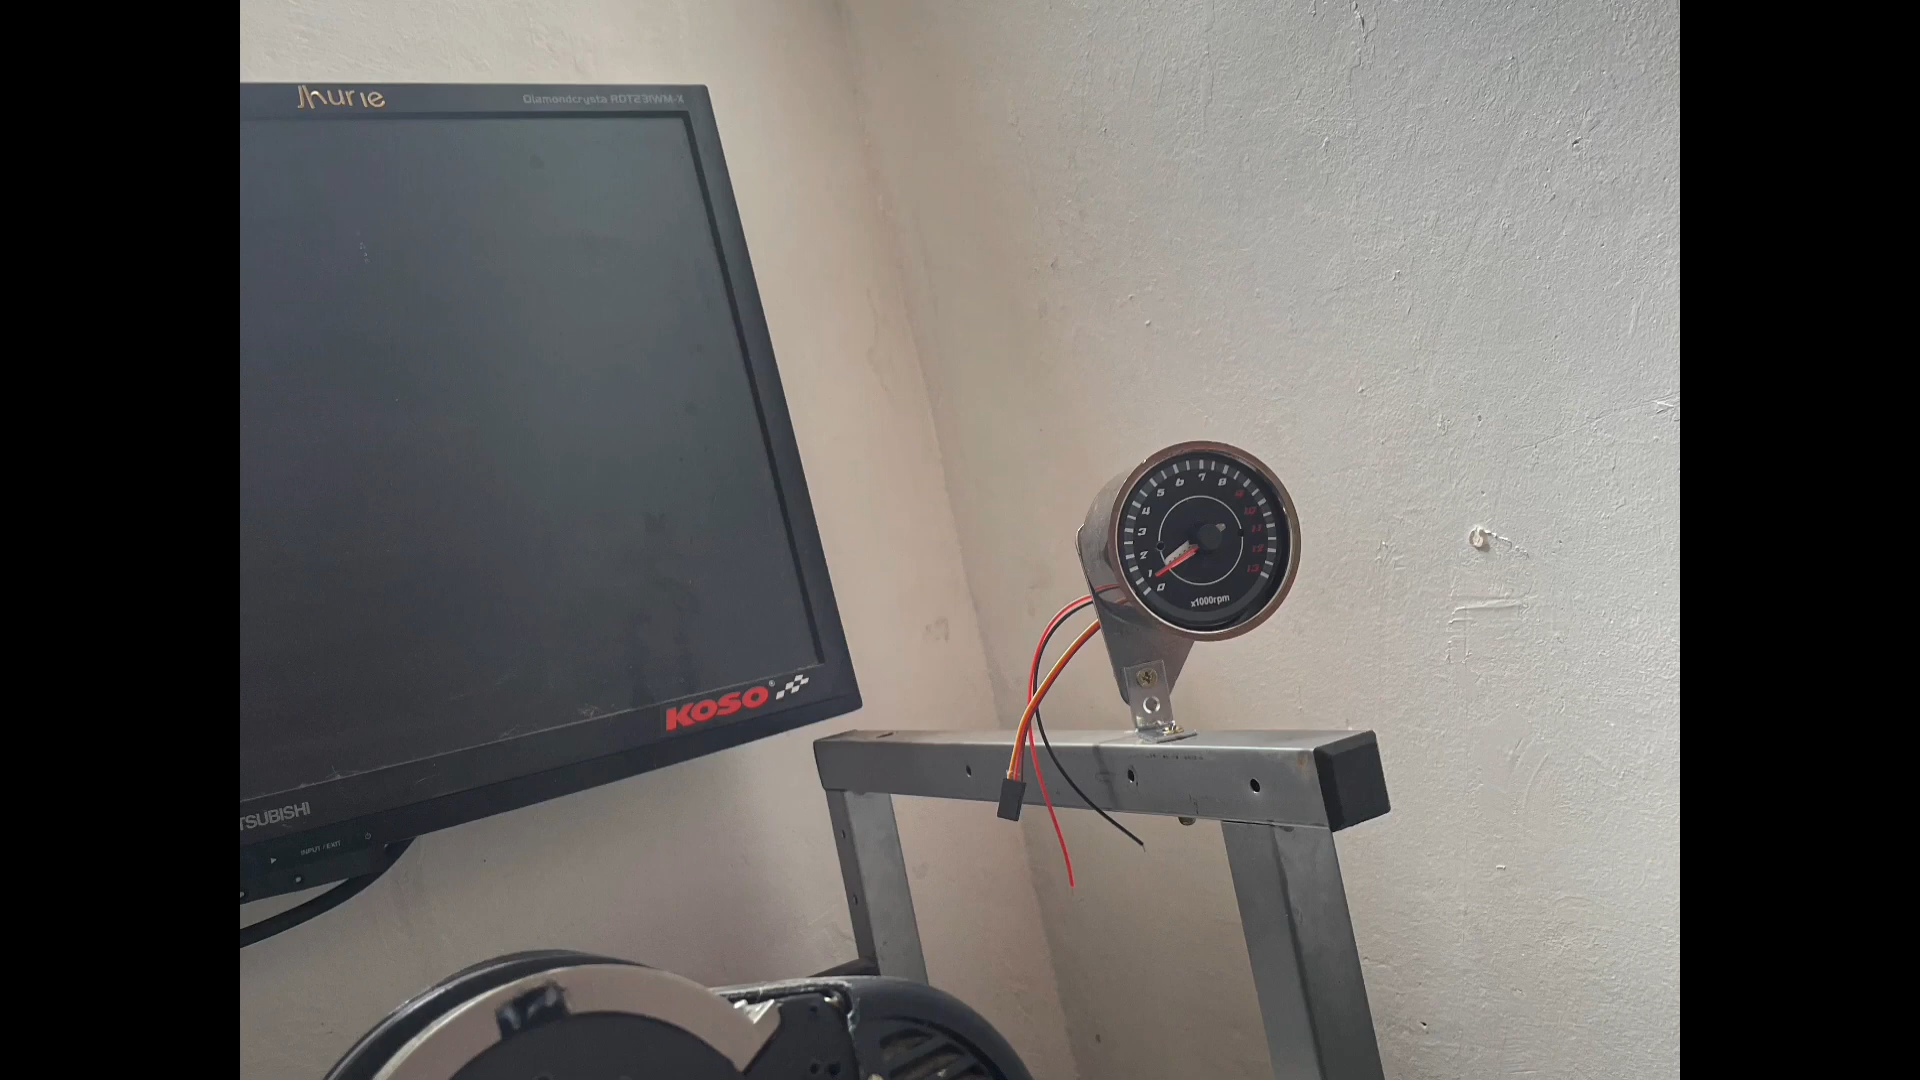 Jhurie
Diamondcrysta RDT231WM-X
KOSO®
TSUBISHI
INPUT / EXIT
0
1
2
3
4
5
6
7
8
9
10
11
12
13
x1000rpm